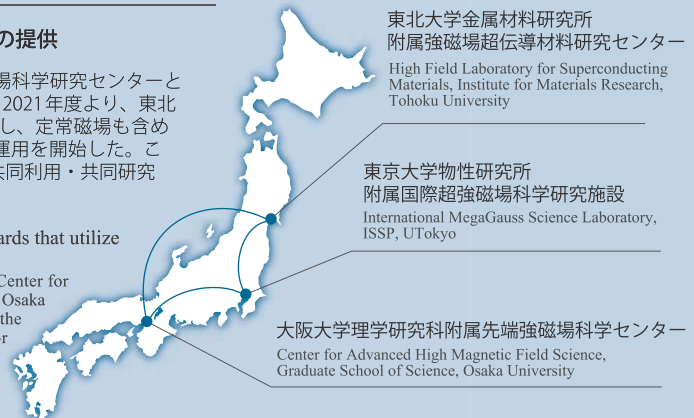 の提供
場科学研究センターと
2021年度より、東北
し、定常磁場も含め
運用を開始した。こ
共同利用・共同研究
ards that utilize
Center for
Osaka
the
or
東北大学金属材料研究所
附属強磁場超伝導材料研究センター
High Field Laboratory for Superconducting
Materials, Institute for Materials Research,
Tohoku University
東京大学物性研究所
附属国際超強磁場科学研究施設
International MegaGauss Science Laboratory,
ISSP, UTokyo
大阪大学理学研究科附属先端強磁場科学センター
Center for Advanced High Magnetic Field Science,
Graduate School of Science, Osaka University